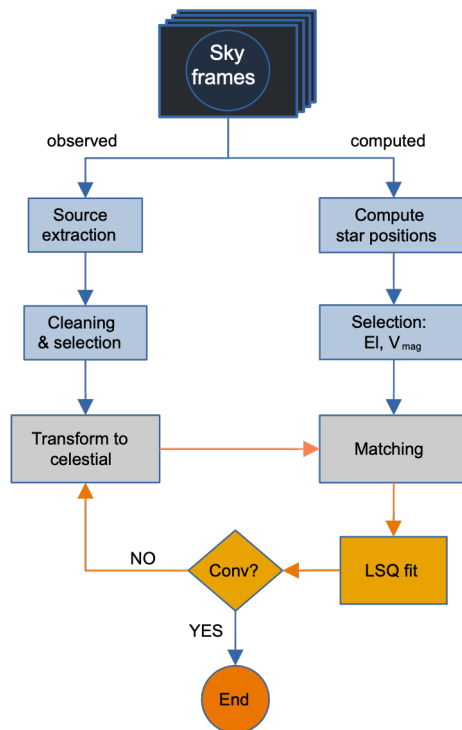 Sky
frames
observed
computed
Source
extraction
Compute
star positions
Cleaning
& selection
Selection:
El, Vmag
Transform to
celestial
Matching
NO
Conv?
LSQ fit
YES
End